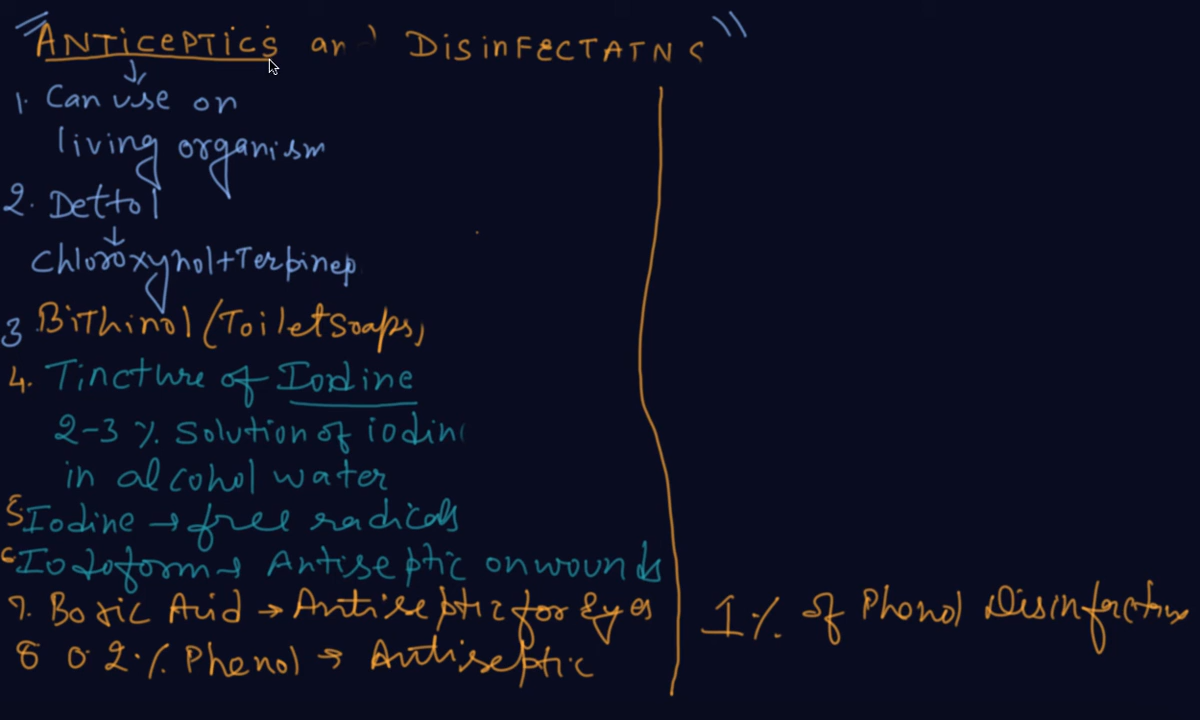 "ANTICEPTICS an) DISINFECTATNS"
1. Can use on
living organism
2. Dettol
Chloroxynol+Terpinep
3 BiThinol (ToiletSoaps)
4. Tincture of Iodine
2-3 % Solution of iodin
in alcohol water
5 Iodine → free radicals
6 Iodoform → Antiseptic on wounds
7. Boric Acid → Antiseptic for Eyes
8 0.2 % Phenol → Antiseptic
1 % of Phenol Disinfectant